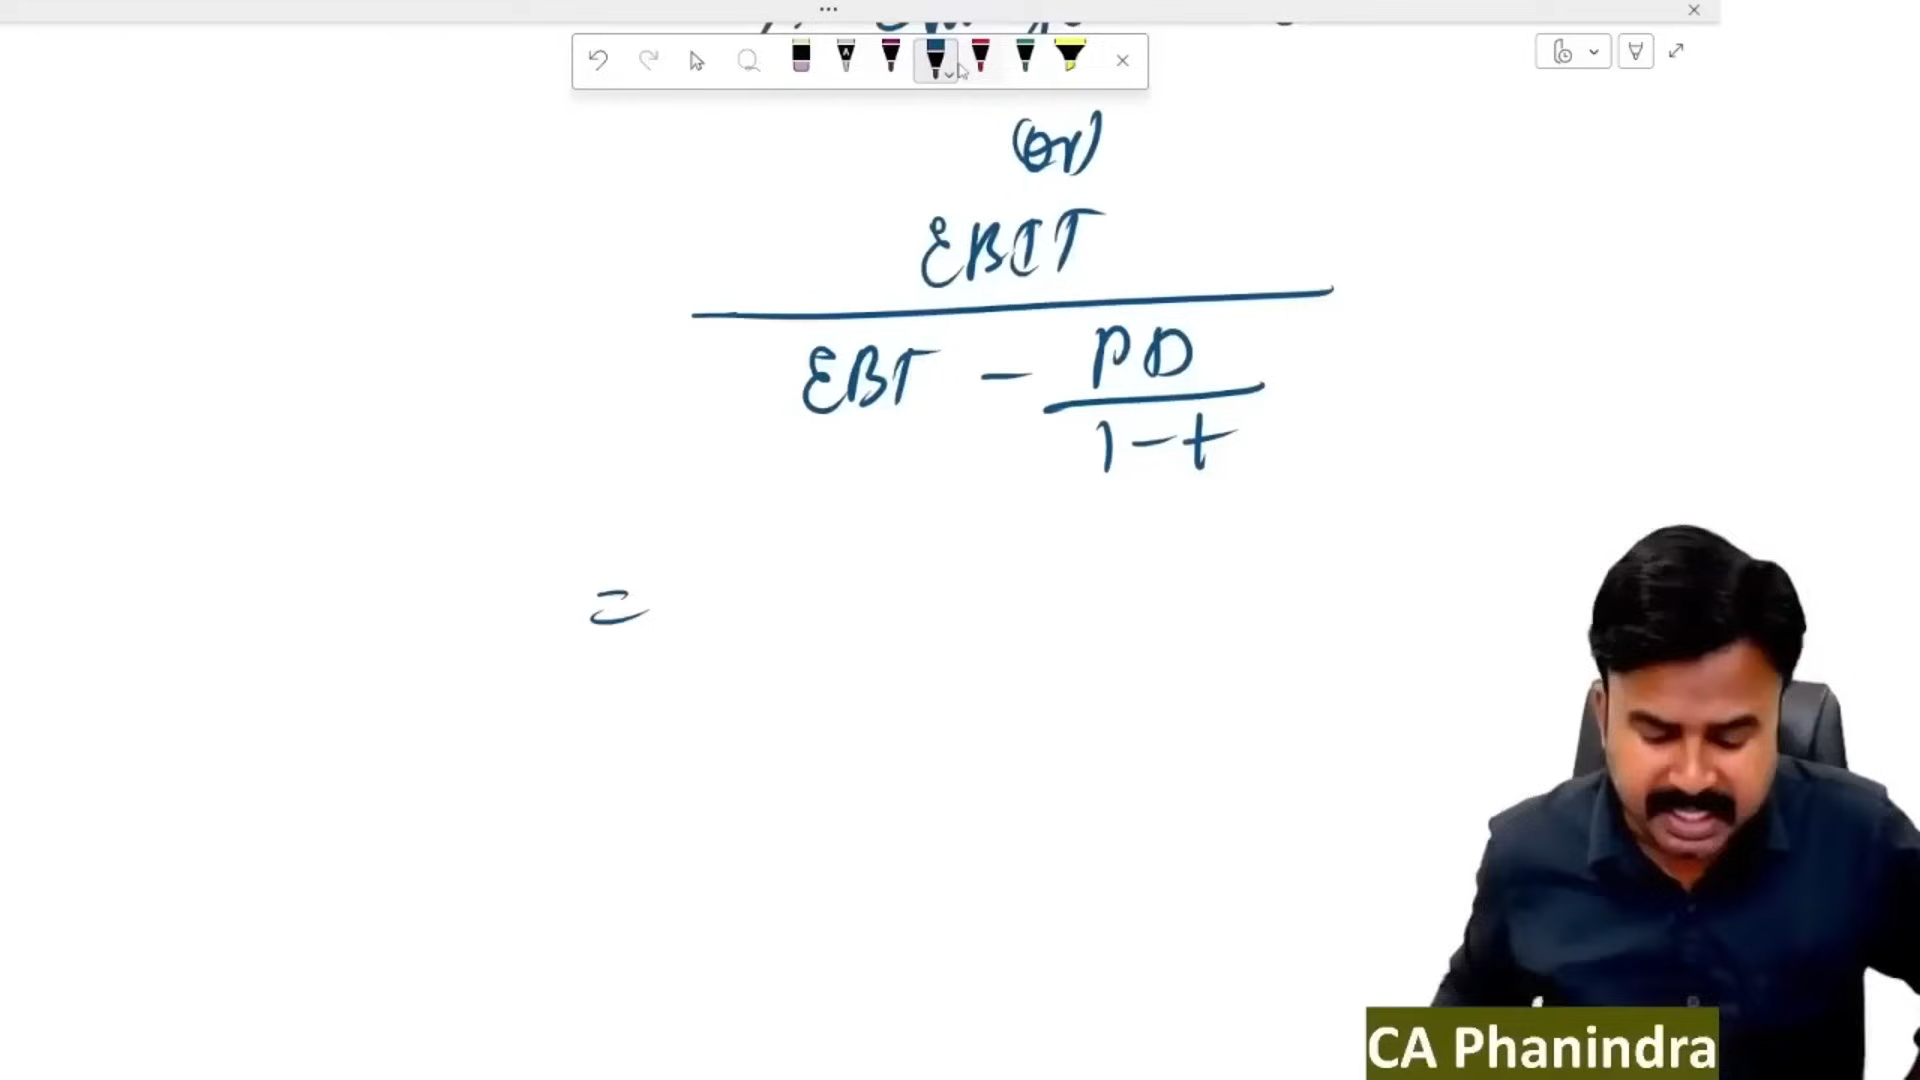 (or)
EBIT
EBT - PD
1-t
=
CA Phanindra